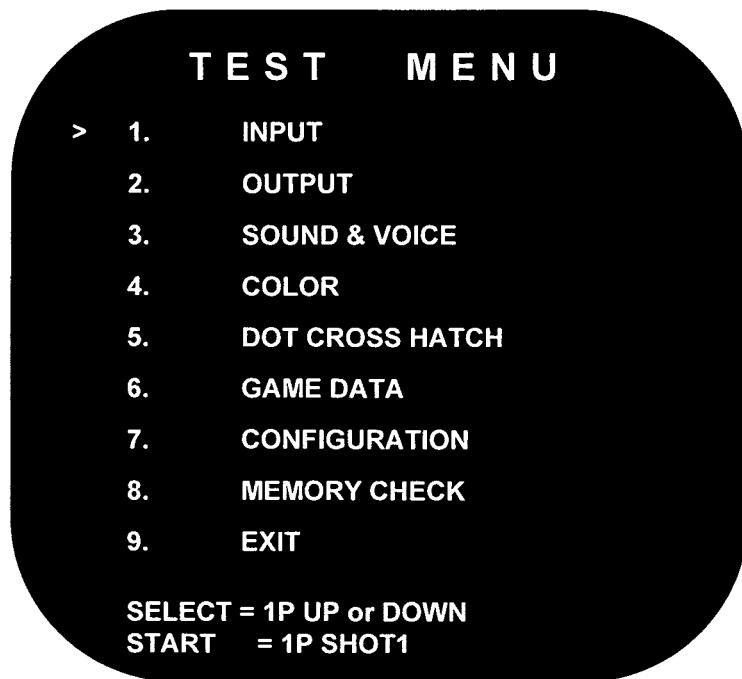 TEST MENU
> 1. INPUT
2. OUTPUT
3. SOUND & VOICE
4. COLOR
5. DOT CROSS HATCH
6. GAME DATA
7. CONFIGURATION
8. MEMORY CHECK
9. EXIT
SELECT = 1P UP or DOWN
START = 1P SHOT1